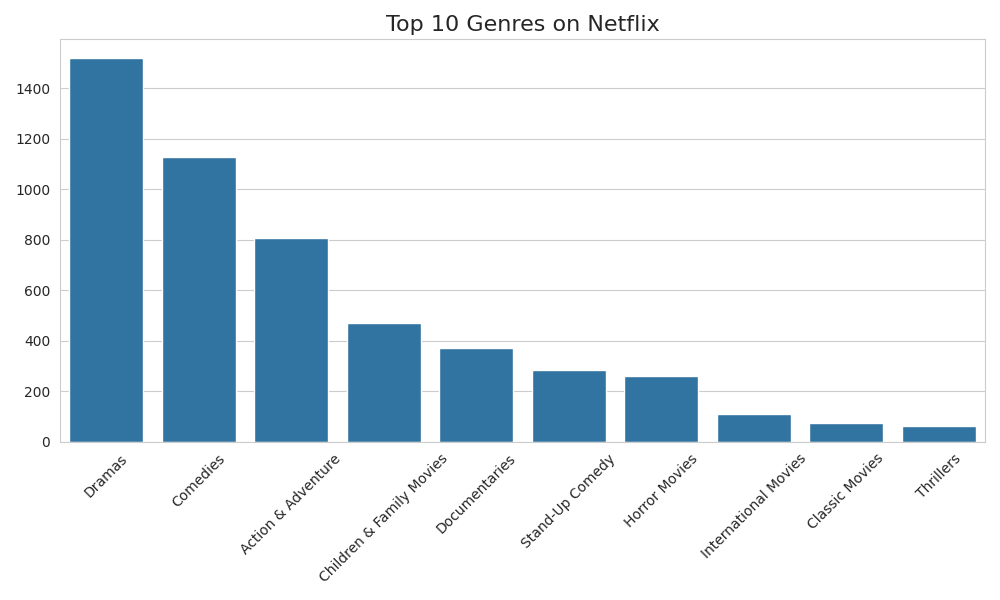 Top 10 Genres on Netflix
1400
1200
1000
800
600
400
200
0
Dramas
Comedies
Action & Adventure
Children & Family Movies
Documentaries
Stand-Up Comedy
Horror Movies
International Movies
Classic Movies
Thrillers